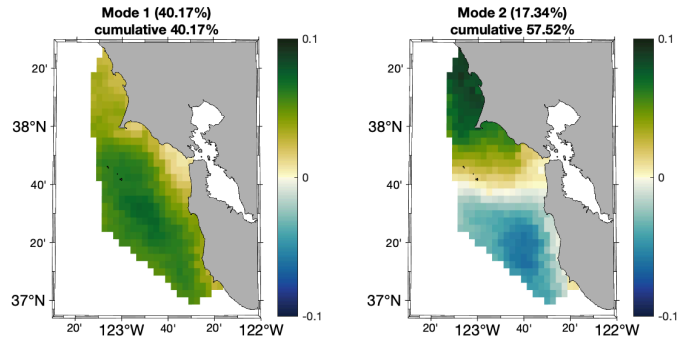 Mode 1 (40.17%)
cumulative 40.17%
20'
38°N
40'
20'
37°N
20'
123°W
40'
20'
122°W
0.1
0
-0.1
Mode 2 (17.34%)
cumulative 57.52%
20'
38°N
40'
20'
37°N
20'
123°W
40'
20'
122°W
0.1
0
-0.1